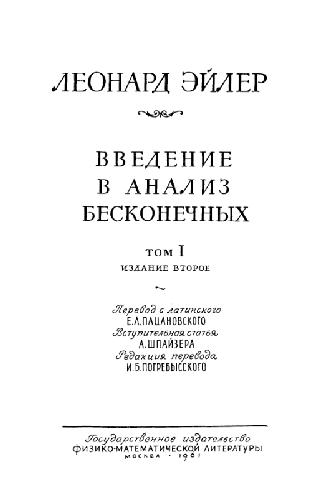 ЛЕОНАРД ЭЙЛЕР
ВВЕДЕНИЕ
В АНАЛИЗ
БЕСКОНЕЧНЫХ
ТОМ I
ИЗДАНИЕ ВТОРОЕ
Перевод с латинского
Е.Л.ПАЦАНОВСКОГО
Вступительная статья
А.ШПАЙЗЕРА
Редакция перевода
И.Б.ПОГРЕБЫССКОГО
Государственное издательство
ФИЗИКО-МАТЕМАТИЧЕСКОЙ ЛИТЕРАТУРЫ
МОСКВА • 1961